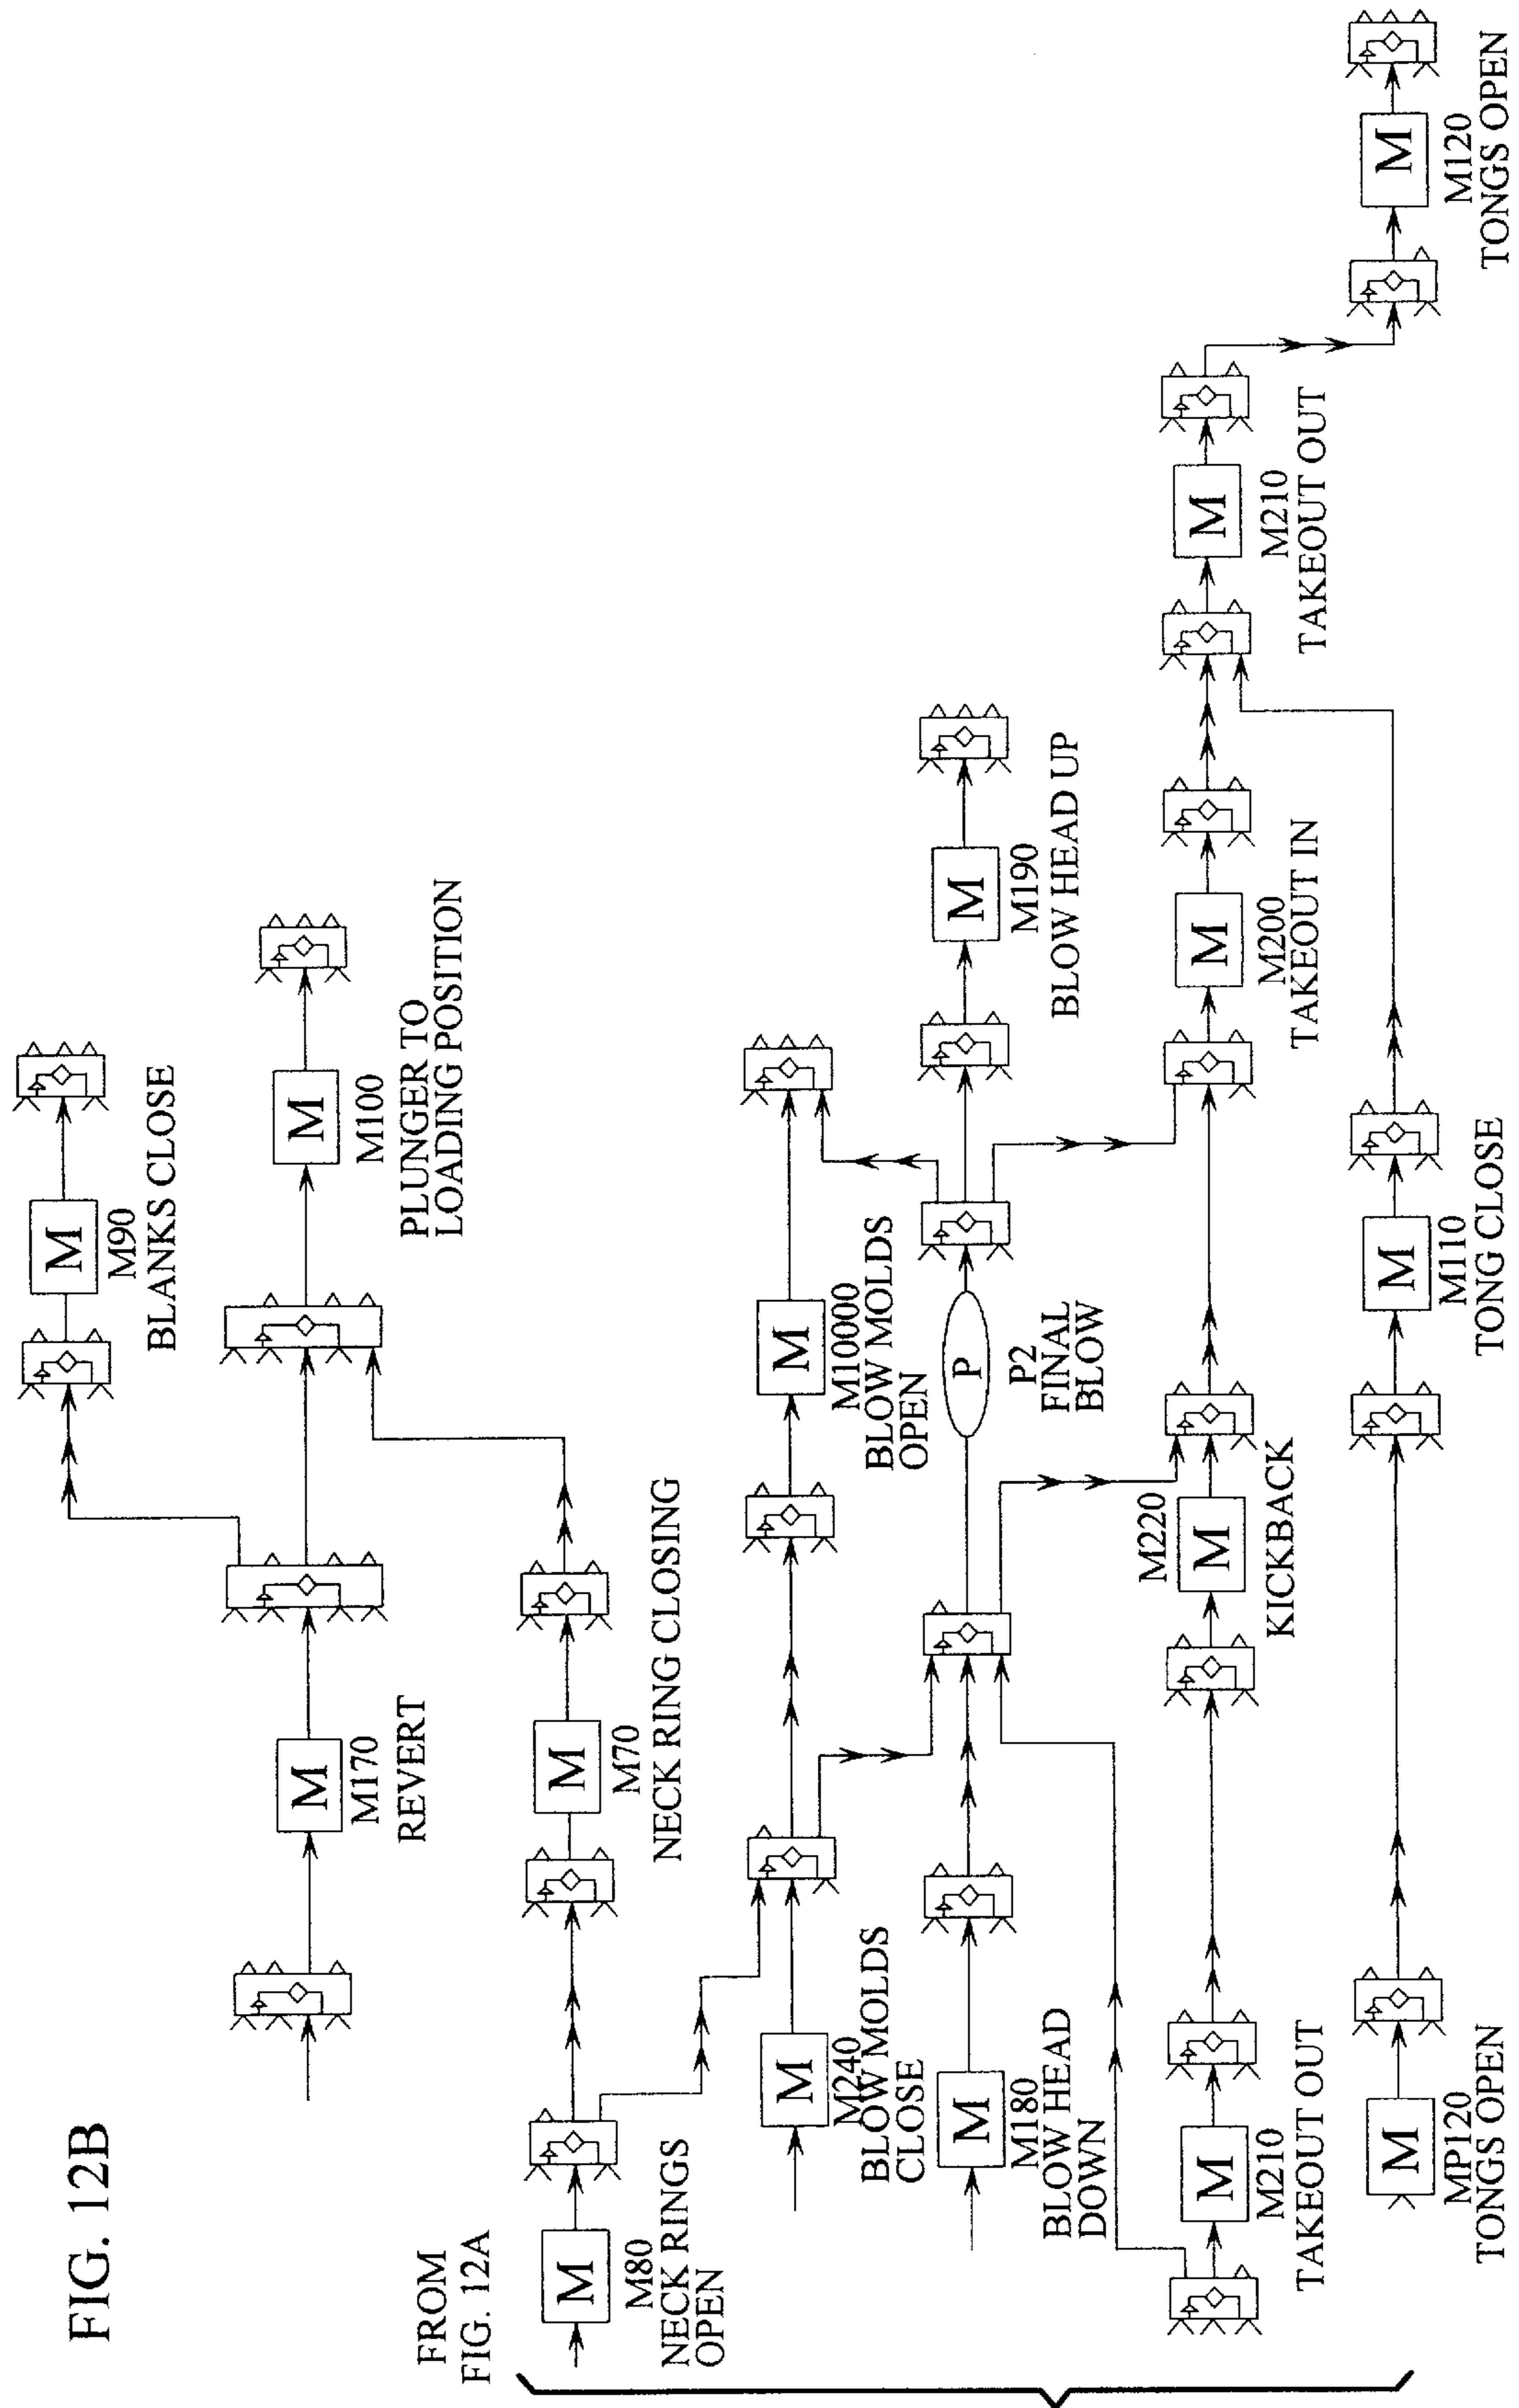 FIG. 12B
FROM
FIG. 12A
M
M90
BLANKS CLOSE
M
M170
REVERT
M
M100
PLUNGER TO
LOADING POSITION
M
M80
NECK RINGS
OPEN
M
M70
NECK RING CLOSING
M
M240
BLOW MOLDS
CLOSE
M
M10000
BLOW MOLDS
OPEN
M
M180
BLOW HEAD
DOWN
P
P2
FINAL
BLOW
M
M190
BLOW HEAD UP
M
M210
TAKEOUT OUT
M220
M
KICKBACK
M
M200
TAKEOUT IN
M
M210
TAKEOUT OUT
M
MP120
TONGS OPEN
M
M110
TONG CLOSE
M
M120
TONGS OPEN